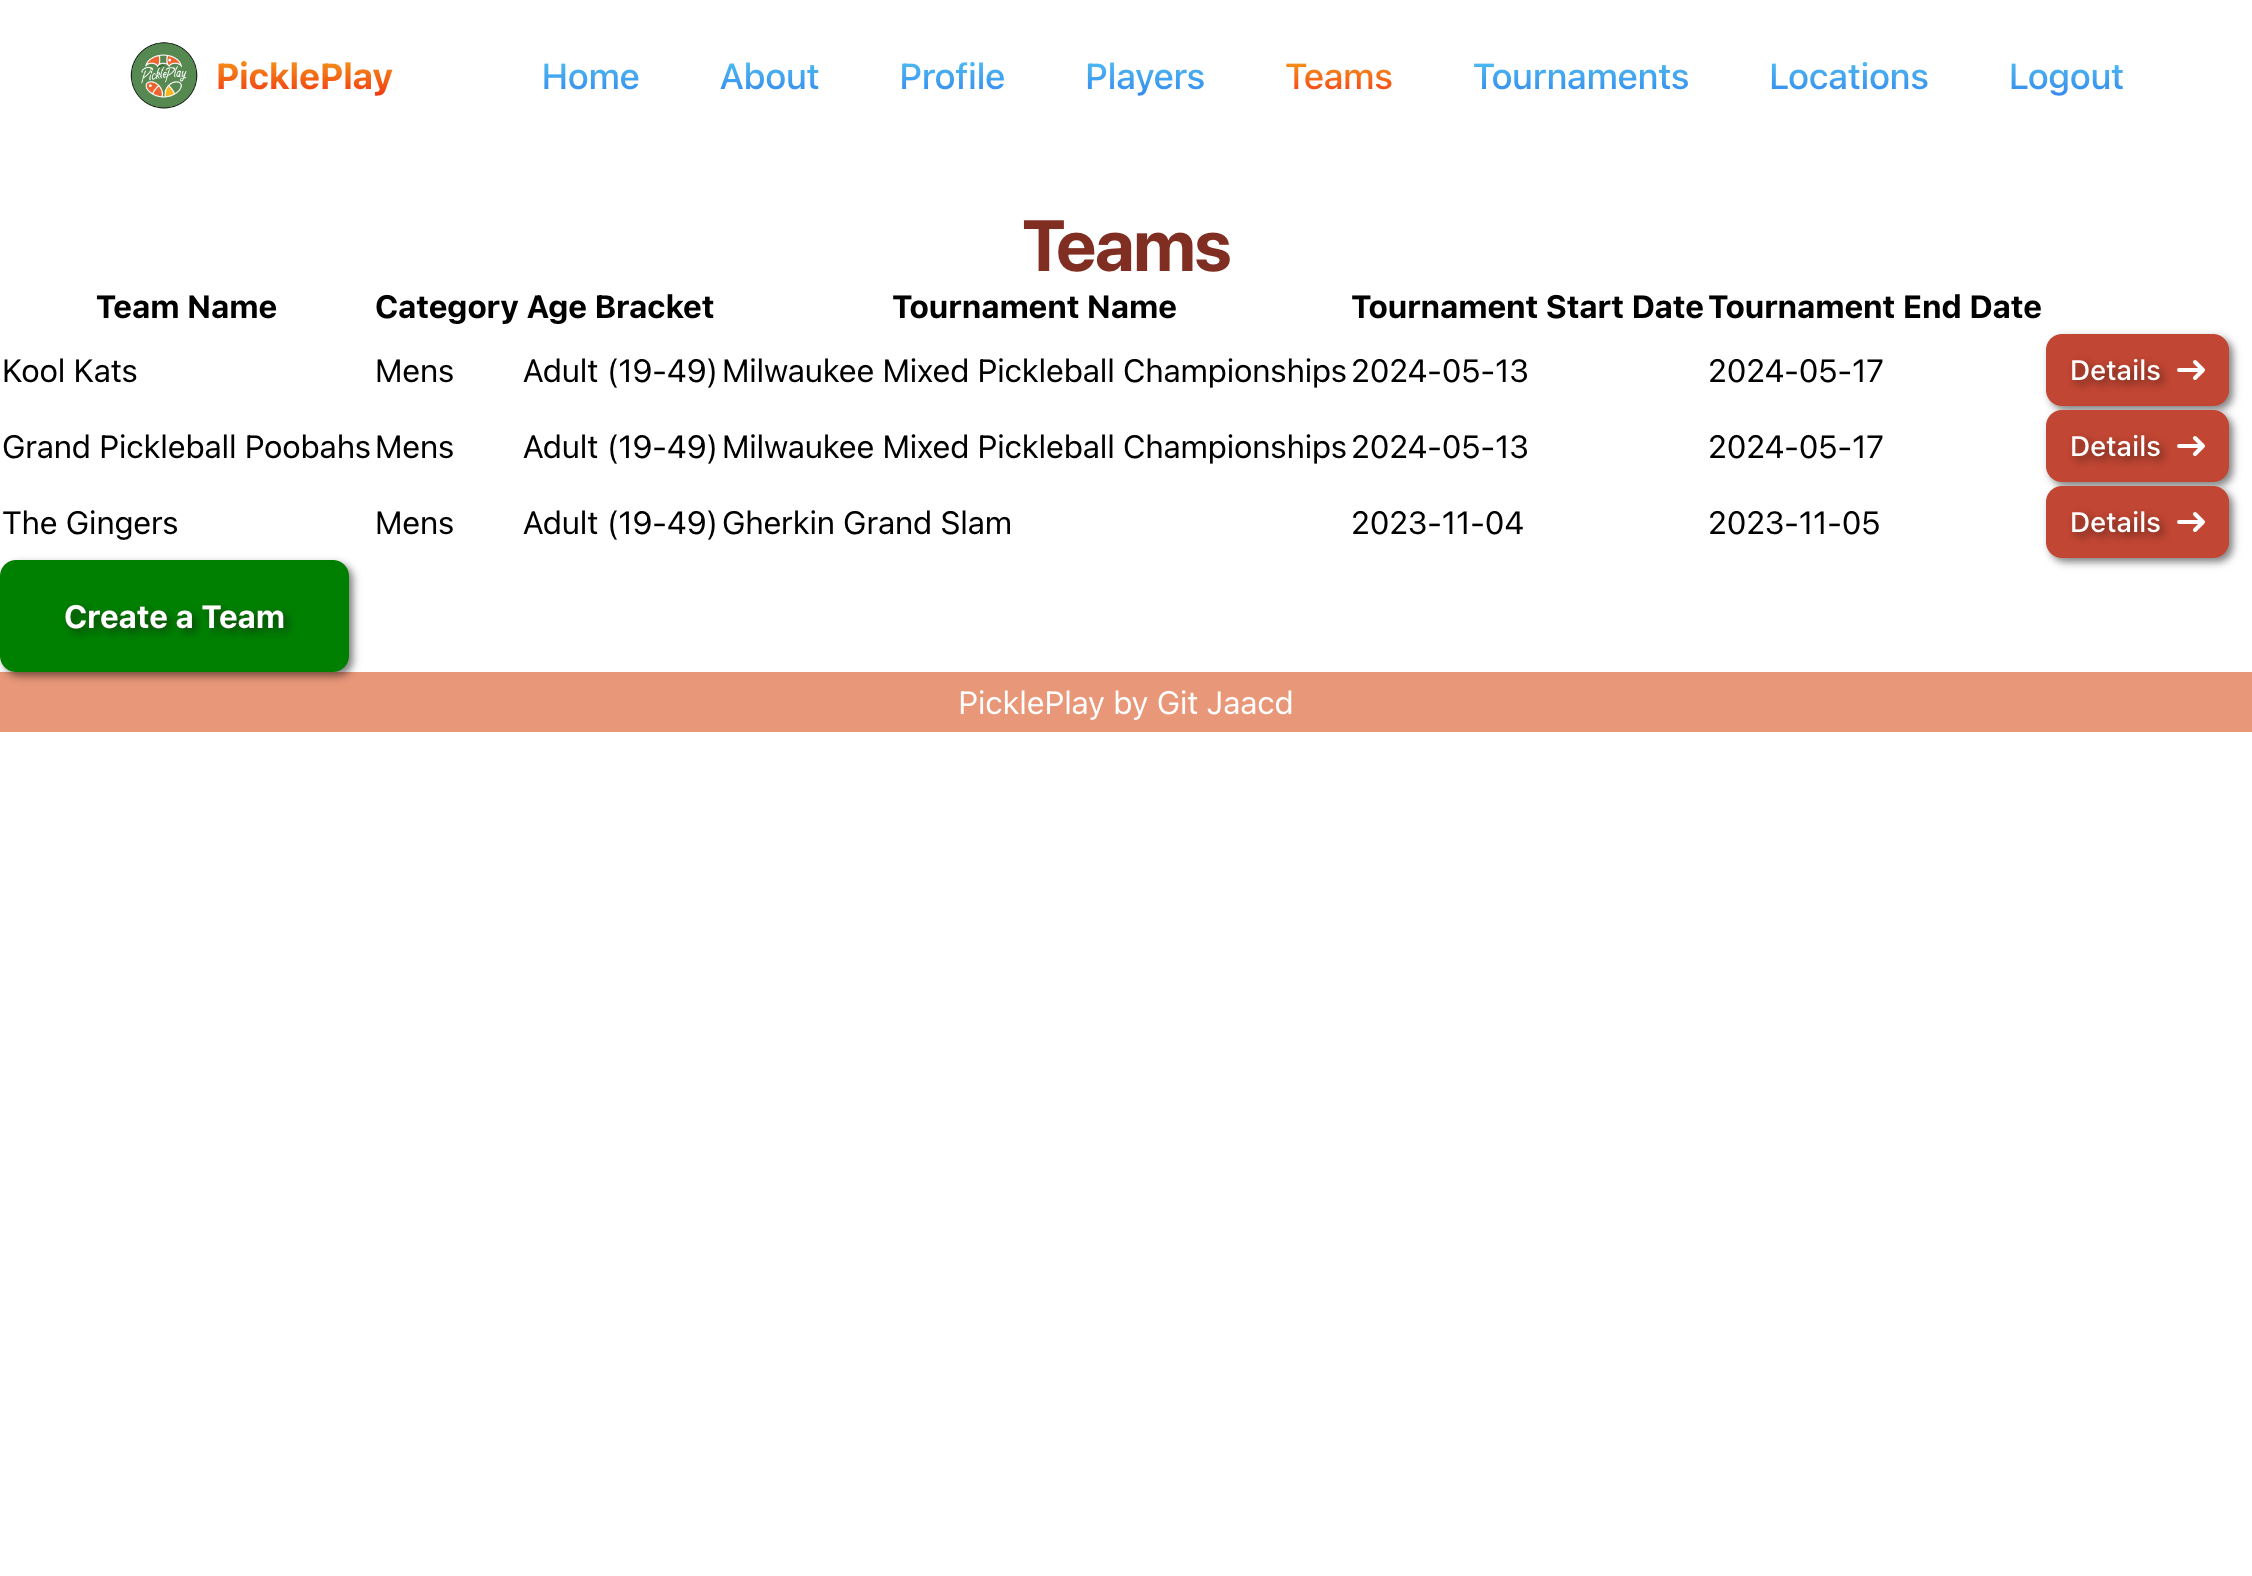 PicklePlay PicklePlay Home About Profile Players Teams Tournaments Locations Logout
Teams
Team Name Category Age Bracket Tournament Name Tournament Start Date Tournament End Date
Kool Kats Mens Adult (19-49) Milwaukee Mixed Pickleball Championships 2024-05-13 2024-05-17 Details →
Grand Pickleball Poobahs Mens Adult (19-49) Milwaukee Mixed Pickleball Championships 2024-05-13 2024-05-17 Details →
The Gingers Mens Adult (19-49) Gherkin Grand Slam 2023-11-04 2023-11-05 Details →
Create a Team
PicklePlay by Git Jaacd